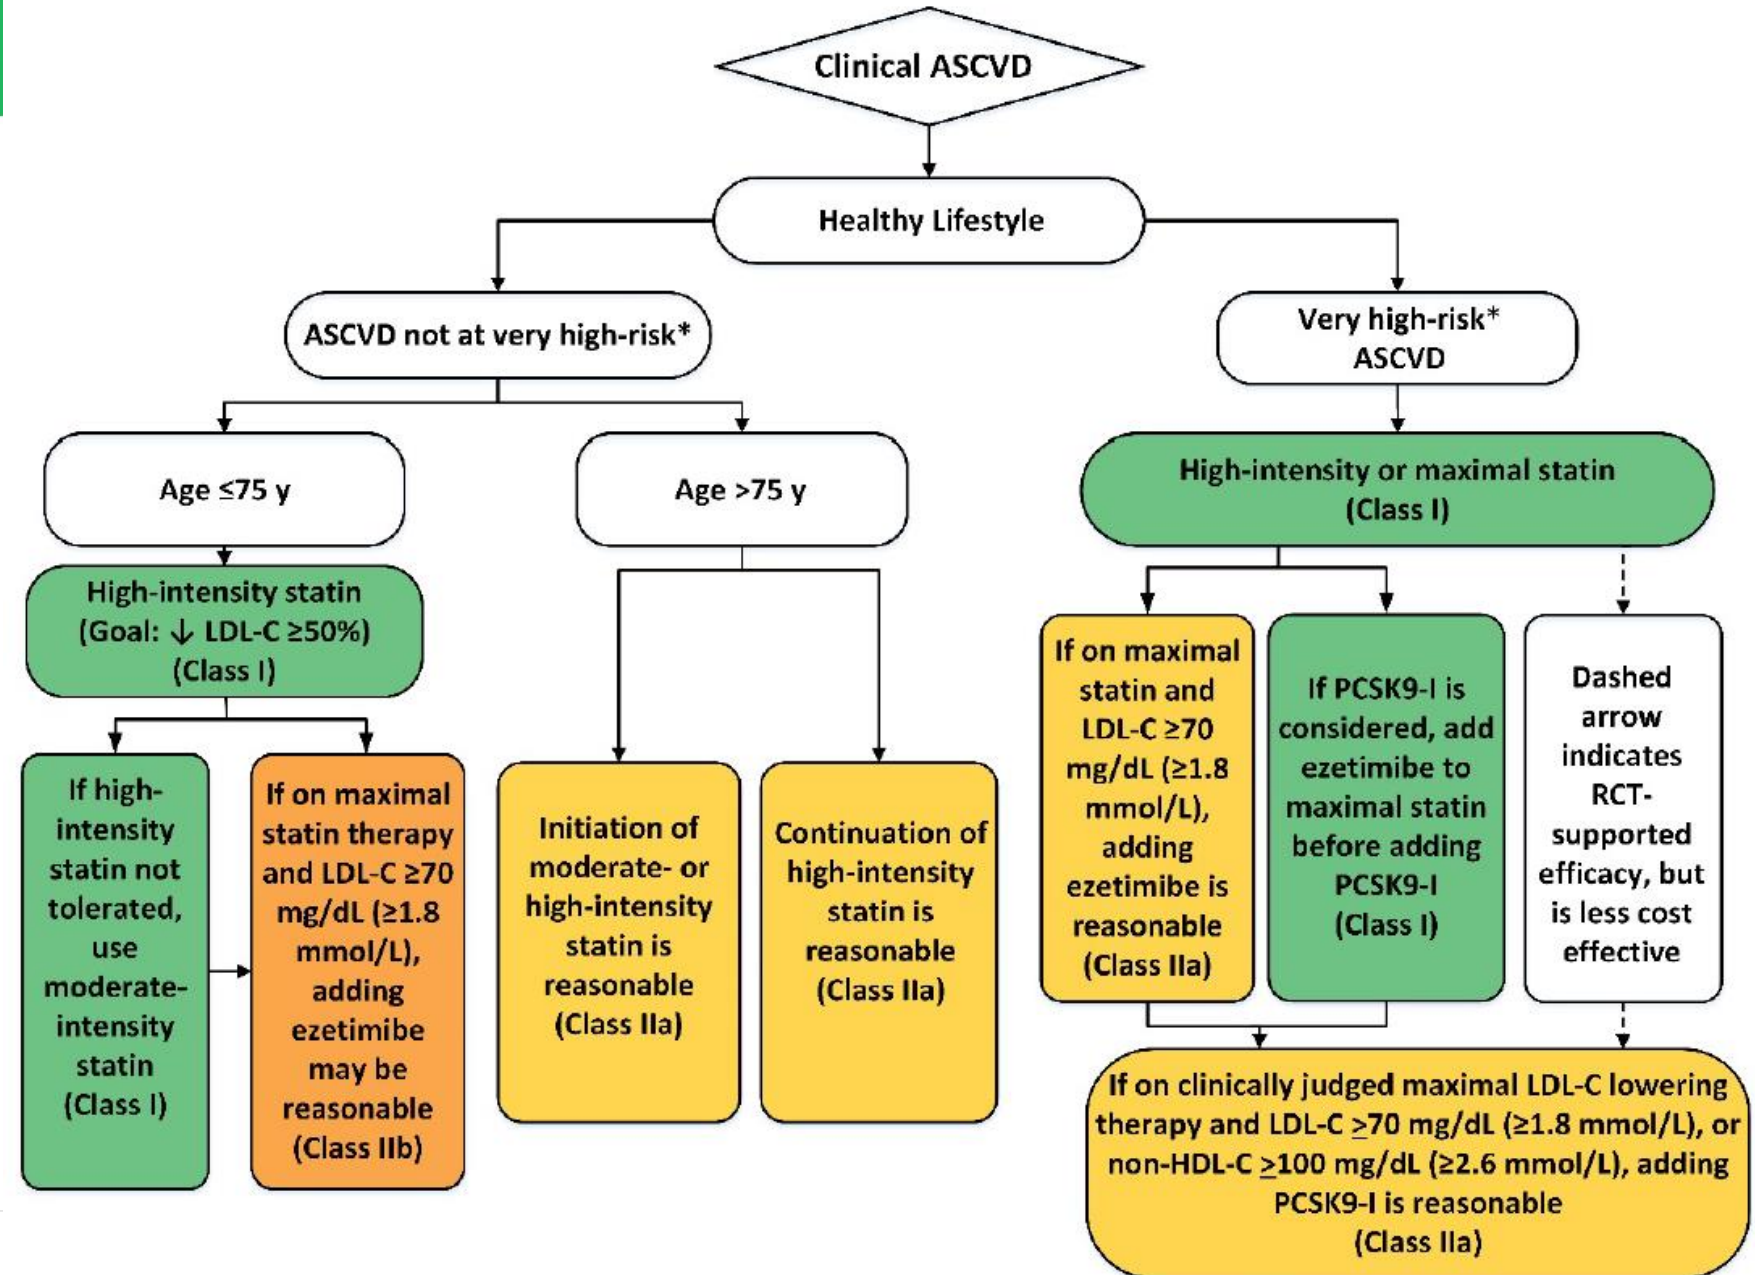 Clinical ASCVD
Healthy Lifestyle
ASCVD not at very high-risk*
Very high-risk*
ASCVD
Age ≤75 y
Age >75 y
High-intensity or maximal statin
(Class I)
High-intensity statin
(Goal: ↓ LDL-C ≥50%)
(Class I)
If high-
intensity
statin not
tolerated,
use
moderate-
intensity
statin
(Class I)
If on maximal
statin therapy
and LDL-C ≥70
mg/dL (≥1.8
mmol/L),
adding
ezetimibe
may be
reasonable
(Class IIb)
Initiation of
moderate- or
high-intensity
statin is
reasonable
(Class IIa)
Continuation of
high-intensity
statin is
reasonable
(Class IIa)
If on maximal
statin and
LDL-C ≥70
mg/dL (≥1.8
mmol/L),
adding
ezetimibe is
reasonable
(Class IIa)
If PCSK9-I is
considered, add
ezetimibe to
maximal statin
before adding
PCSK9-I
(Class I)
Dashed
arrow
indicates
RCT-
supported
efficacy, but
is less cost
effective
If on clinically judged maximal LDL-C lowering
therapy and LDL-C ≥70 mg/dL (≥1.8 mmol/L), or
non-HDL-C ≥100 mg/dL (≥2.6 mmol/L), adding
PCSK9-I is reasonable
(Class IIa)